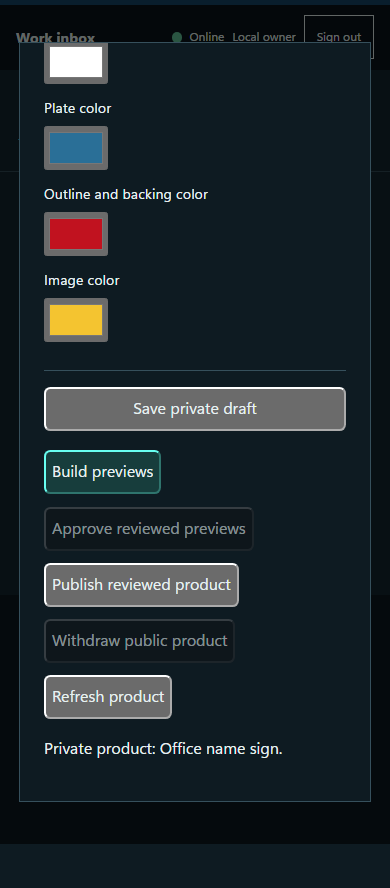 Work inbox
Online
Local owner
Sign out
Plate color
Outline and backing color
Image color
Save private draft
Build previews
Approve reviewed previews
Publish reviewed product
Withdraw public product
Refresh product
Private product: Office name sign.